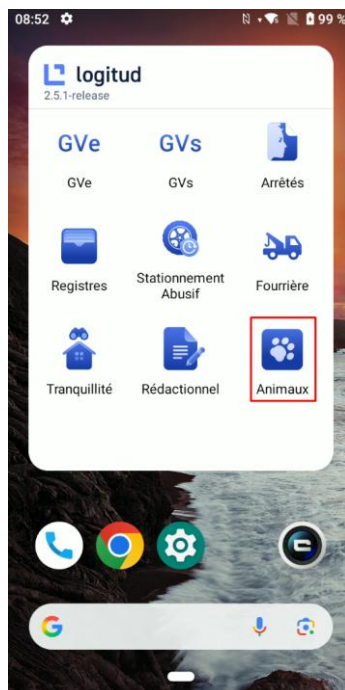 08:52
99 %
logitud
2.5.1-release
GVe
GVs
GVe
GVs
Arrêtés
Registres
Stationnement
Abusif
Fourrière
Tranquillité
Rédactionnel
Animaux